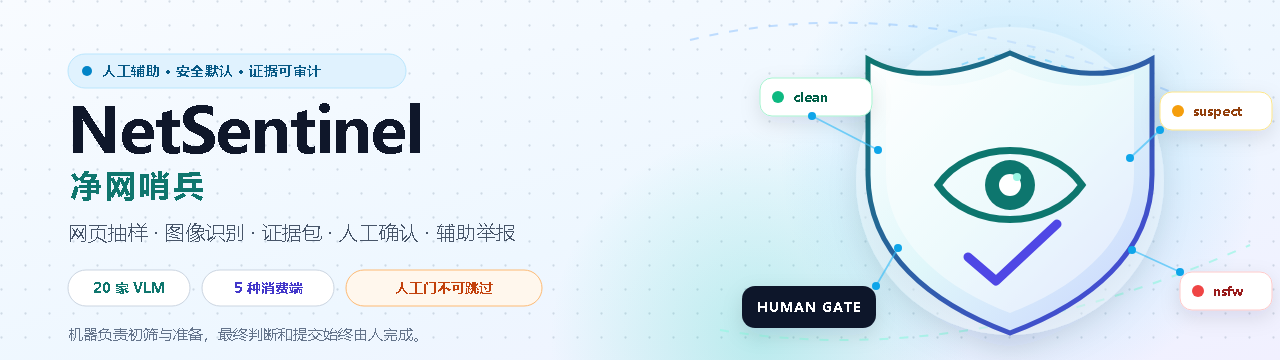 人工辅助 • 安全默认 • 证据可审计
NetSentinel
净网哨兵
网页抽样 · 图像识别 · 证据包 · 人工确认 · 辅助举报
20 家 VLM
5 种消费端
人工门不可跳过
机器负责初筛与准备，最终判断和提交始终由人完成。
clean
suspect
HUMAN GATE
nsfw